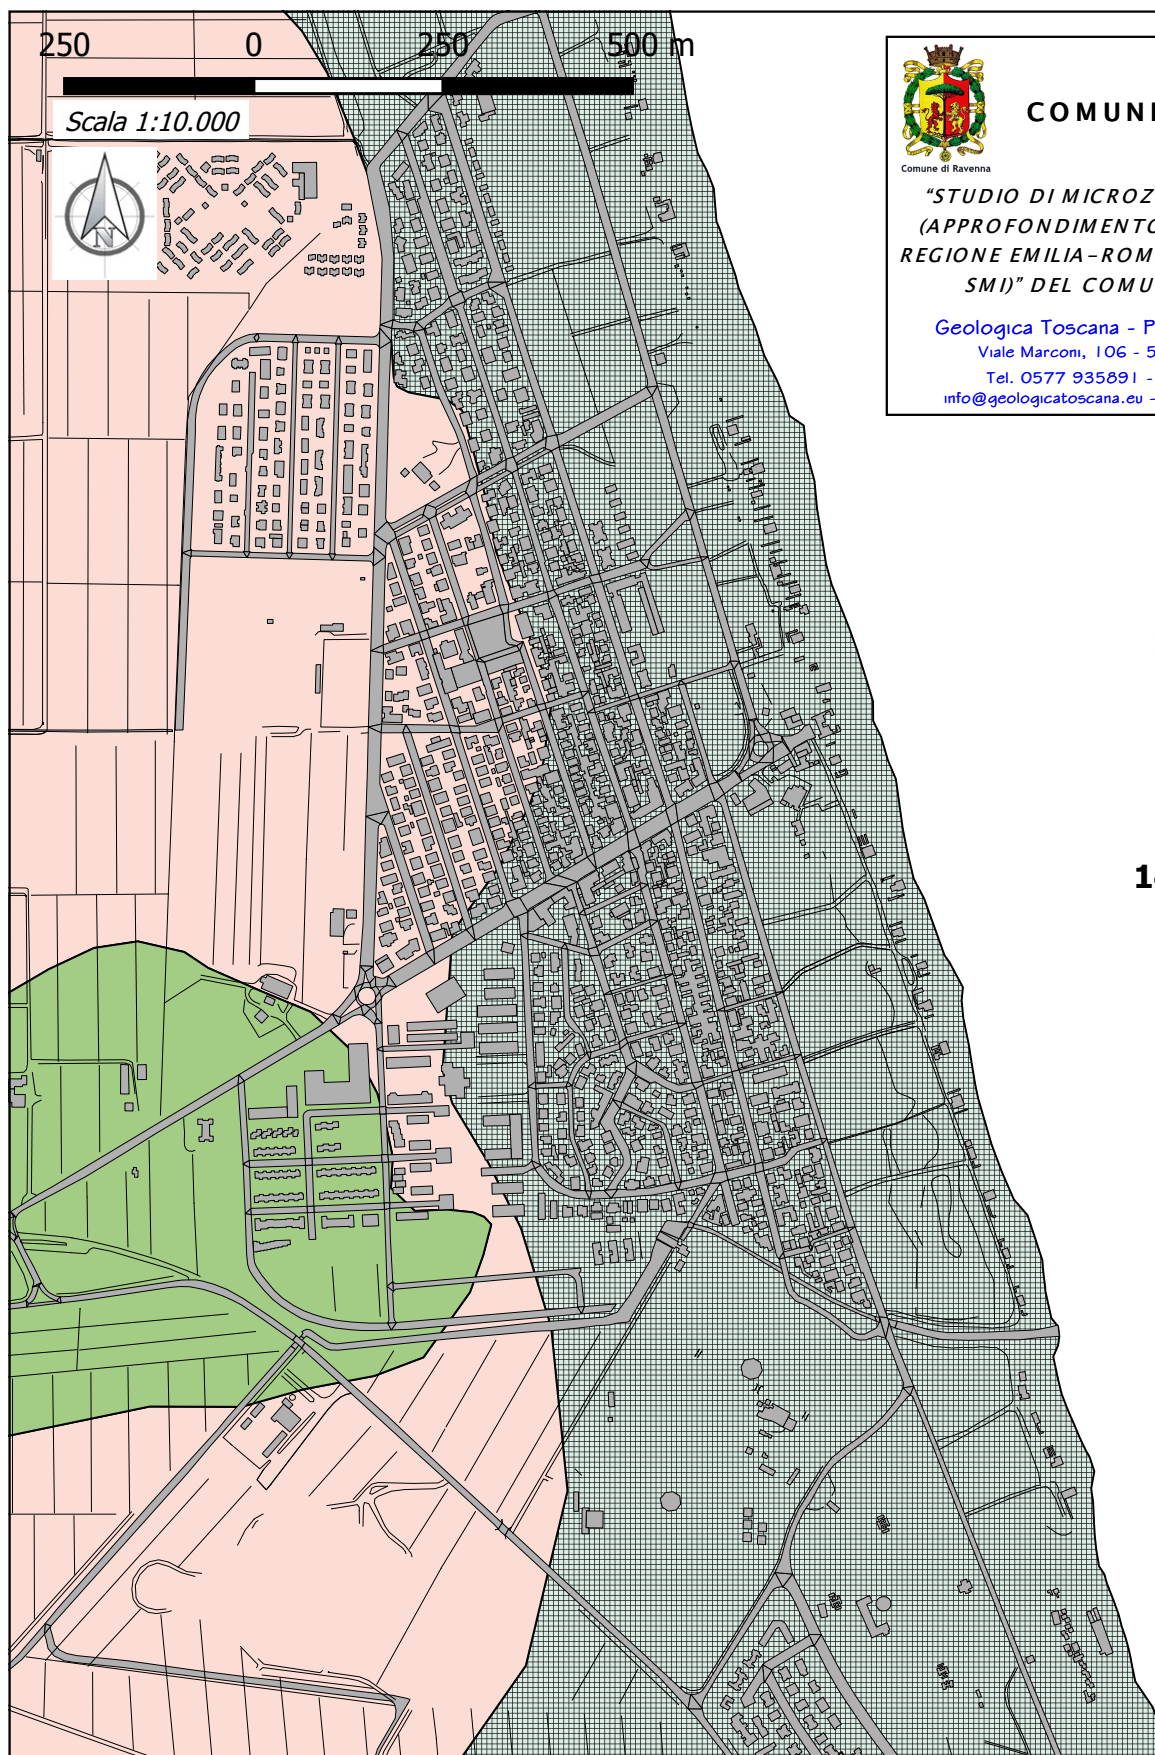 250 0 250 500 m
Scala 1:10.000
N
COMUN
Comune di Ravenna
“STUDIO DI MICROZ
(APPROFONDIMENTO
REGIONE EMILIA–ROM
SMI)” DEL COMU
Geologica Toscana - P
Viale Marconi, 106 - 5
Tel. 0577 935891 -
info@geologicatoscana.eu -
1